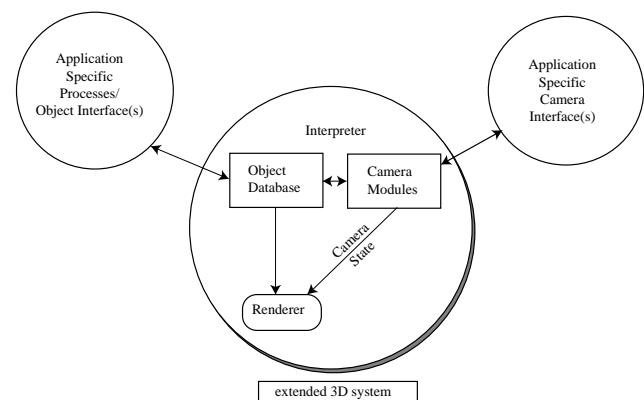 Application
Specific
Processes/
Object Interface(s)
Application
Specific
Camera
Interface(s)
Interpreter
Object
Database
Camera
Modules
Camera
State
Renderer
extended 3D system